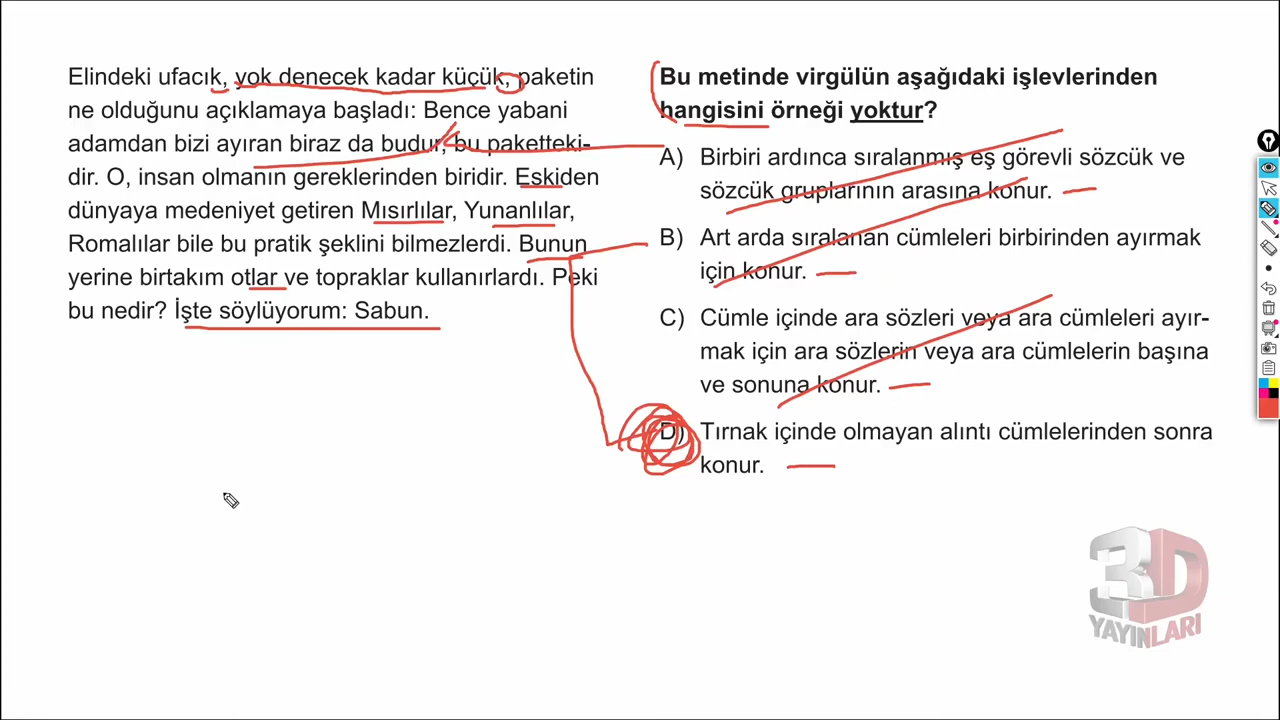 Elindeki ufacık, yok denecek kadar küçük, paketin
ne olduğunu açıklamaya başladı: Bence yabani
adamdan bizi ayıran biraz da budur, bu paketteki-
dir. O, insan olmanın gereklerinden biridir. Eskiden
dünyaya medeniyet getiren Mısırlılar, Yunanlılar,
Romalılar bile bu pratik şeklini bilmezlerdi. Bunun
yerine birtakım otlar ve topraklar kullanırlardı. Peki
bu nedir? İşte söylüyorum: Sabun.
Bu metinde virgülün aşağıdaki işlevlerinden
hangisini örneği yoktur?
A) Birbiri ardınca sıralanmış eş görevli sözcük ve
sözcük gruplarının arasına konur.
B) Art arda sıralanan cümleleri birbirinden ayırmak
için konur.
C) Cümle içinde ara sözleri veya ara cümleleri ayır-
mak için ara sözlerin veya ara cümlelerin başına
ve sonuna konur.
D) Tırnak içinde olmayan alıntı cümlelerinden sonra
konur.
3D
YAYINLARI